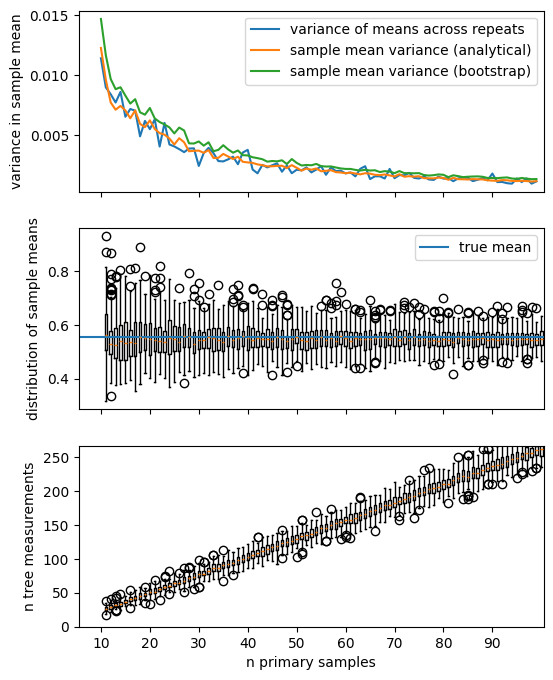 variance in sample mean
0.015
0.010
0.005
variance of means across repeats
sample mean variance (analytical)
sample mean variance (bootstrap)
distribution of sample means
0.8
0.6
0.4
true mean
n tree measurements
250
200
150
100
50
0
10 20 30 40 50 60 70 80 90
n primary samples